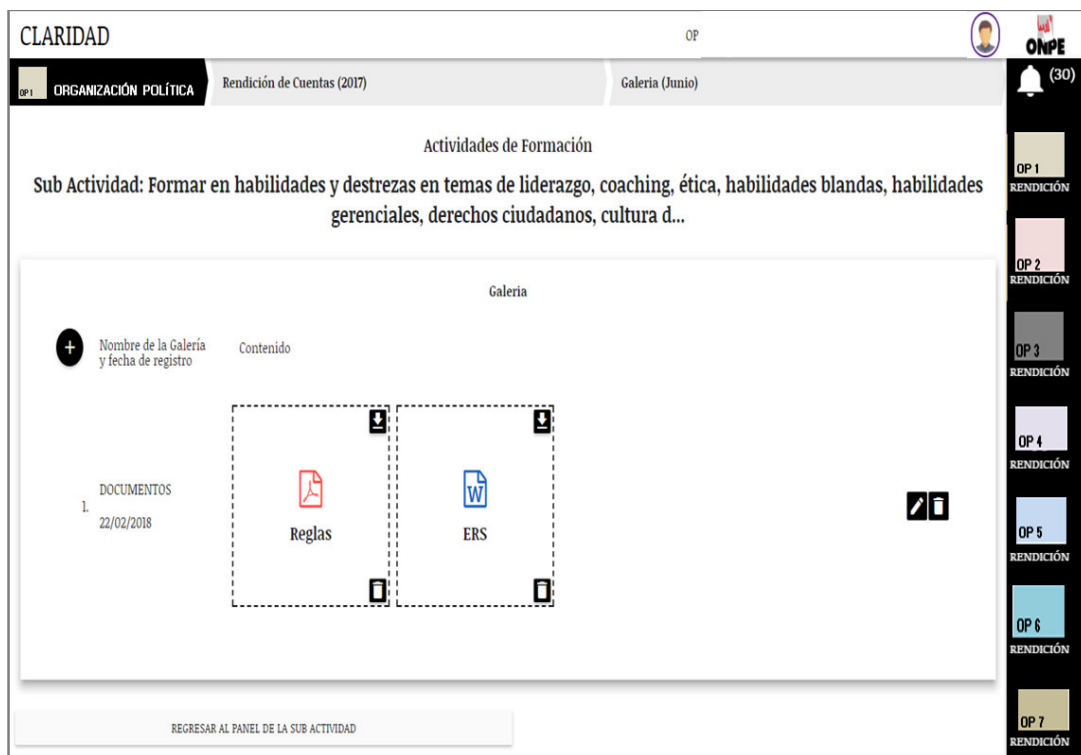 CLARIDAD
OP
ONPE
OP 1 ORGANIZACIÓN POLÍTICA
Rendición de Cuentas (2017)
Galeria (Junio)
(30)
Actividades de Formación
Sub Actividad: Formar en habilidades y destrezas en temas de liderazgo, coaching, ética, habilidades blandas, habilidades
gerenciales, derechos ciudadanos, cultura d...
Galeria
Nombre de la Galería
y fecha de registro
Contenido
1.
DOCUMENTOS
22/02/2018
Reglas
W
ERS
REGRESAR AL PANEL DE LA SUB ACTIVIDAD
OP 1
RENDICIÓN
OP 2
RENDICIÓN
OP 3
RENDICIÓN
OP 4
RENDICIÓN
OP 5
RENDICIÓN
OP 6
RENDICIÓN
OP 7
RENDICIÓN